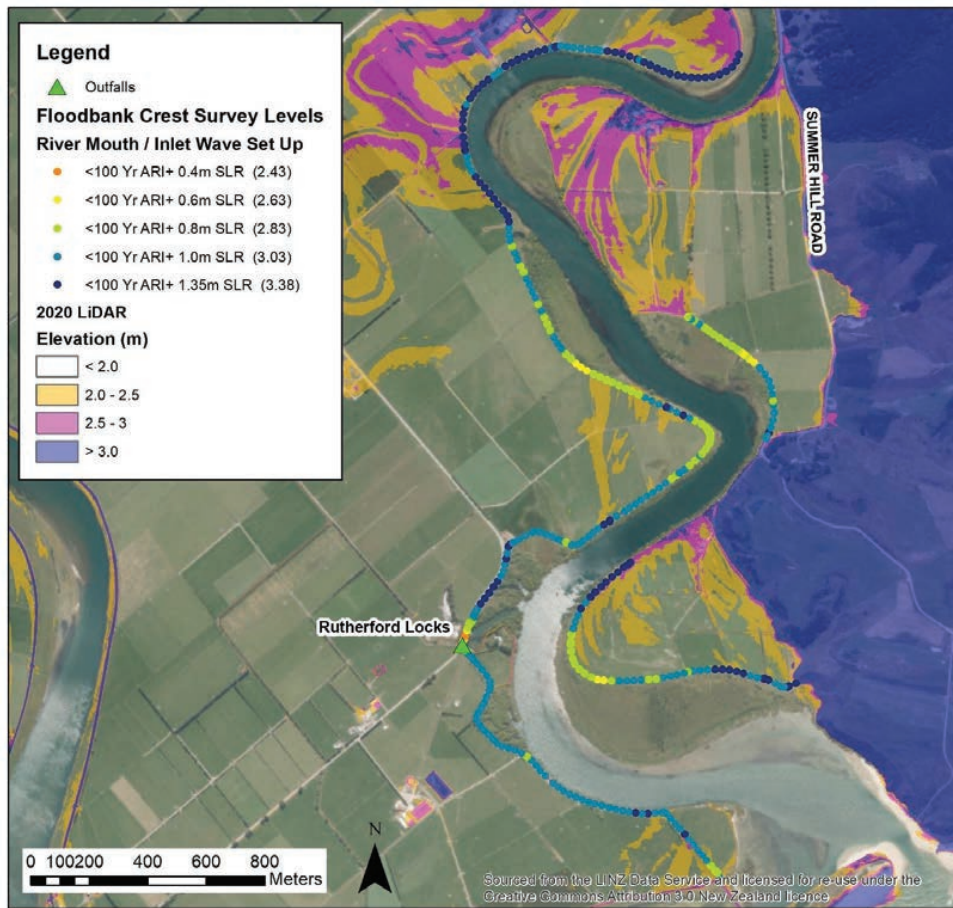 Legend
Outfalls
Floodbank Crest Survey Levels
River Mouth / Inlet Wave Set Up
<100 Yr ARI+ 0.4m SLR (2.43)
<100 Yr ARI+ 0.6m SLR (2.63)
<100 Yr ARI+ 0.8m SLR (2.83)
<100 Yr ARI+ 1.0m SLR (3.03)
<100 Yr ARI+ 1.35m SLR (3.38)
2020 LiDAR
Elevation (m)
< 2.0
2.0 - 2.5
2.5 - 3
> 3.0
SUMMER HILL ROAD
Rutherford Locks
N
0 100200 400 600 800
Meters
Sourced from the LINZ Data Service and licensed for re-use under the
Creative Commons Attribution 3.0 New Zealand licence